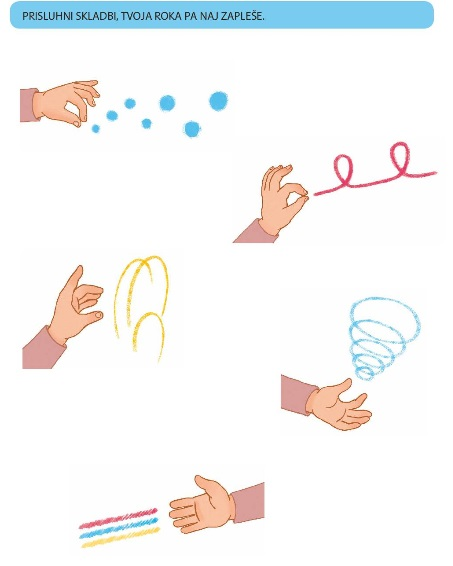 PRISLUHNI SKLADBI, TVOJA ROKA PA NAJ ZAPLEŠE.